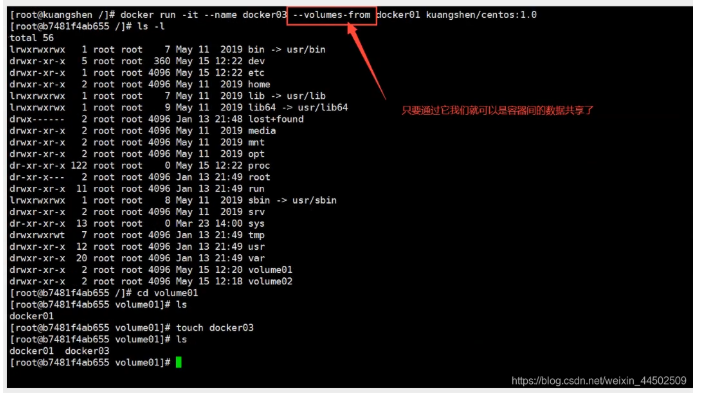 [root@kuangshen /]# docker run -it --name docker03 --volumes-from docker01 kuangshen/centos:1.0
[root@b7481f4ab655 /]# ls -l
total 56
lrwxrwxrwx   1 root root    7 May 11  2019 bin -> usr/bin
drwxr-xr-x   5 root root  360 May 15 12:22 dev
drwxr-xr-x   1 root root 4096 May 15 12:22 etc
drwxr-xr-x   2 root root 4096 May 11  2019 home
lrwxrwxrwx   1 root root    7 May 11  2019 lib -> usr/lib
lrwxrwxrwx   1 root root    9 May 11  2019 lib64 -> usr/lib64
只要通过它我们就可以是容器间的数据共享了
drwx------   2 root root 4096 Jan 13 21:48 lost+found
drwxr-xr-x   2 root root 4096 May 11  2019 media
drwxr-xr-x   2 root root 4096 May 11  2019 mnt
drwxr-xr-x   2 root root 4096 May 11  2019 opt
dr-xr-xr-x 122 root root    0 May 15 12:22 proc
dr-xr-x---   2 root root 4096 Jan 13 21:49 root
drwxr-xr-x  11 root root 4096 Jan 13 21:49 run
lrwxrwxrwx   1 root root    8 May 11  2019 sbin -> usr/sbin
drwxr-xr-x   2 root root 4096 May 11  2019 srv
dr-xr-xr-x  13 root root    0 Mar 23 14:00 sys
drwxrwxrwt   7 root root 4096 Jan 13 21:49 tmp
drwxr-xr-x  12 root root 4096 Jan 13 21:49 usr
drwxr-xr-x  20 root root 4096 Jan 13 21:49 var
drwxr-xr-x   2 root root 4096 May 15 12:20 volume01
drwxr-xr-x   2 root root 4096 May 15 12:18 volume02
[root@b7481f4ab655 /]# cd volume01
[root@b7481f4ab655 volume01]# ls
docker01
[root@b7481f4ab655 volume01]# touch docker03
[root@b7481f4ab655 volume01]# ls
docker01  docker03
[root@b7481f4ab655 volume01]#
https://blog.csdn.net/weixin_44502509